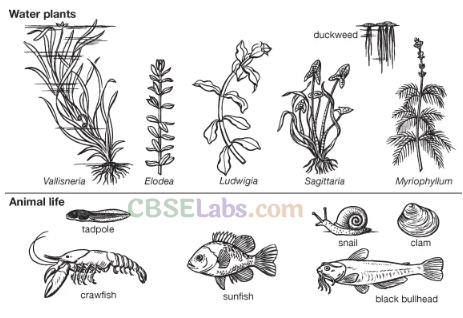 Water plants
duckweed
Vallisneria
Elodea
Ludwigia
Sagittaria
Myriophyllum
Animal life
CBSELabs.com
tadpole
snail
clam
crawfish
sunfish
black bullhead